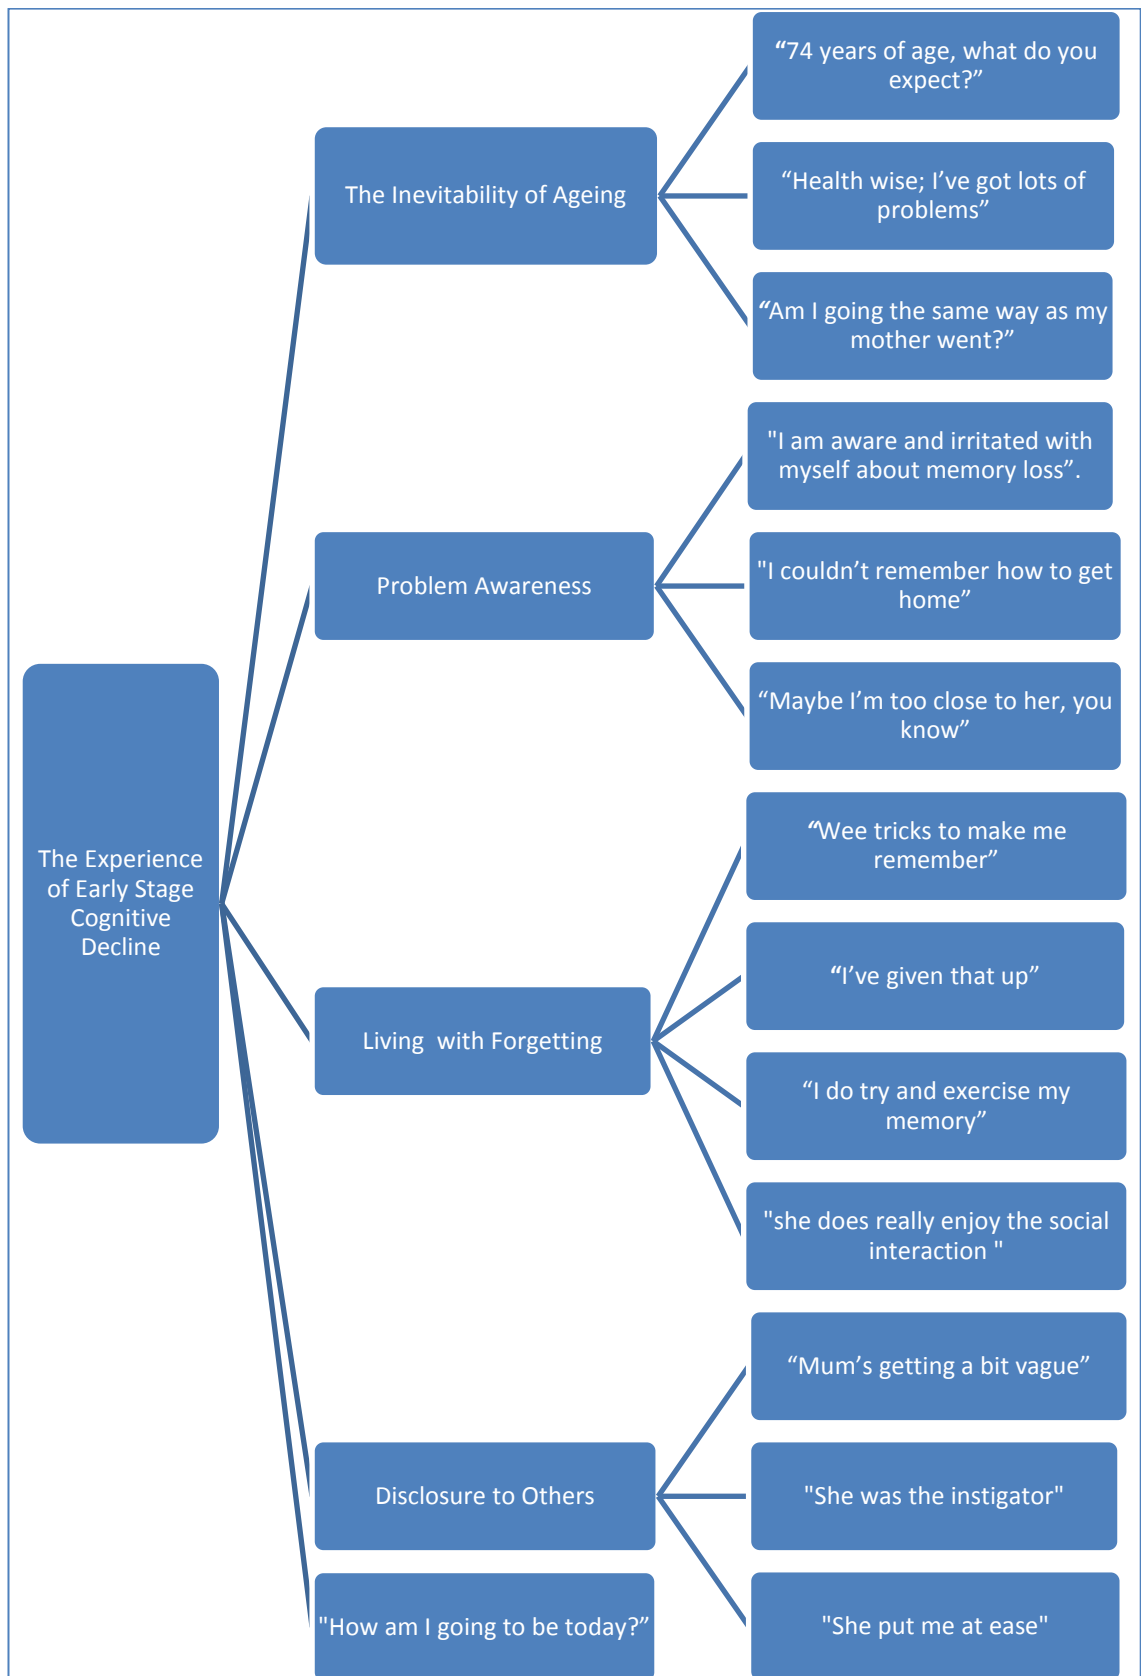 The Experience
of Early Stage
Cognitive
Decline
The Inevitability of Ageing
“74 years of age, what do you
expect?”
“Health wise; I’ve got lots of
problems”
“Am I going the same way as my
mother went?”
Problem Awareness
"I am aware and irritated with
myself about memory loss”.
"I couldn’t remember how to get
home”
“Maybe I’m too close to her, you
know”
Living  with Forgetting
“Wee tricks to make me
remember”
“I’ve given that up”
“I do try and exercise my
memory”
"she does really enjoy the social
interaction "
Disclosure to Others
“Mum’s getting a bit vague”
"She was the instigator"
"She put me at ease"
"How am I going to be today?”